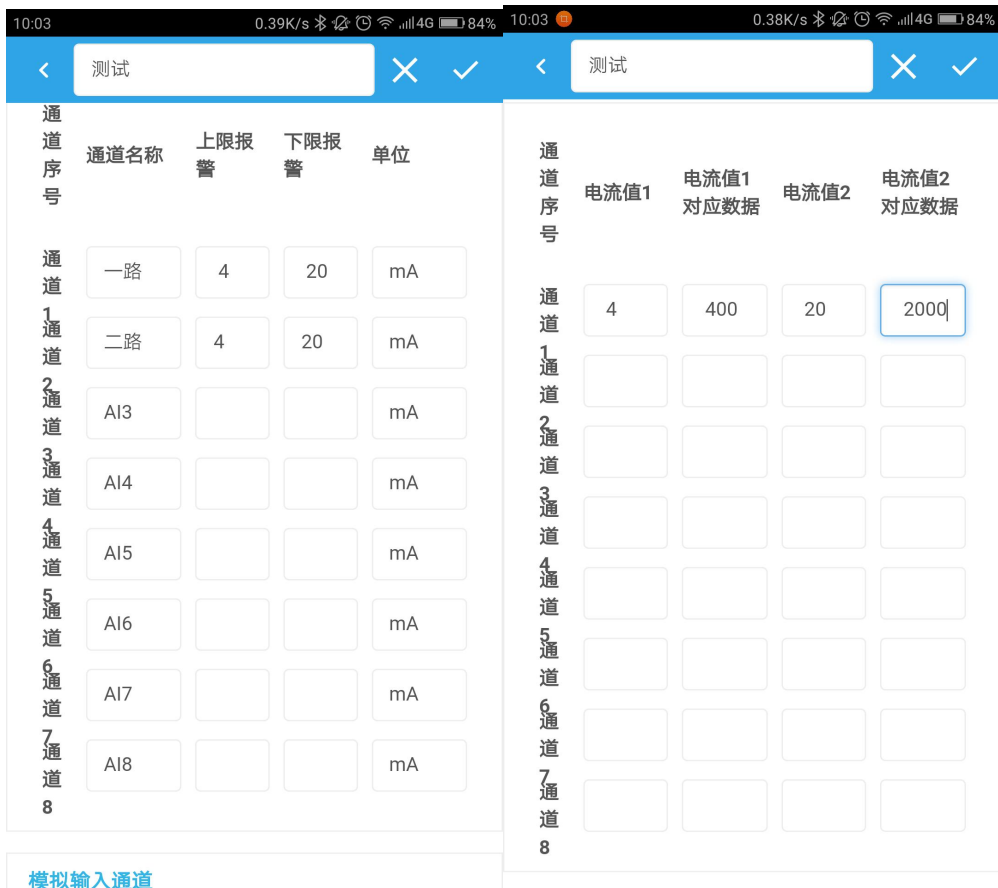 10:03 0.39K/s 4G 84%
测试
通道序号 通道名称 上限报警 下限报警 单位
通道1 一路 4 20 mA
通道2 二路 4 20 mA
通道3 AI3 mA
通道4 AI4 mA
通道5 AI5 mA
通道6 AI6 mA
通道7 AI7 mA
通道8 AI8 mA
模拟输入通道
10:03 0.38K/s 4G 84%
测试
通道序号 电流值1 电流值1对应数据 电流值2 电流值2对应数据
通道1 4 400 20 2000
通道2
通道3
通道4
通道5
通道6
通道7
通道8